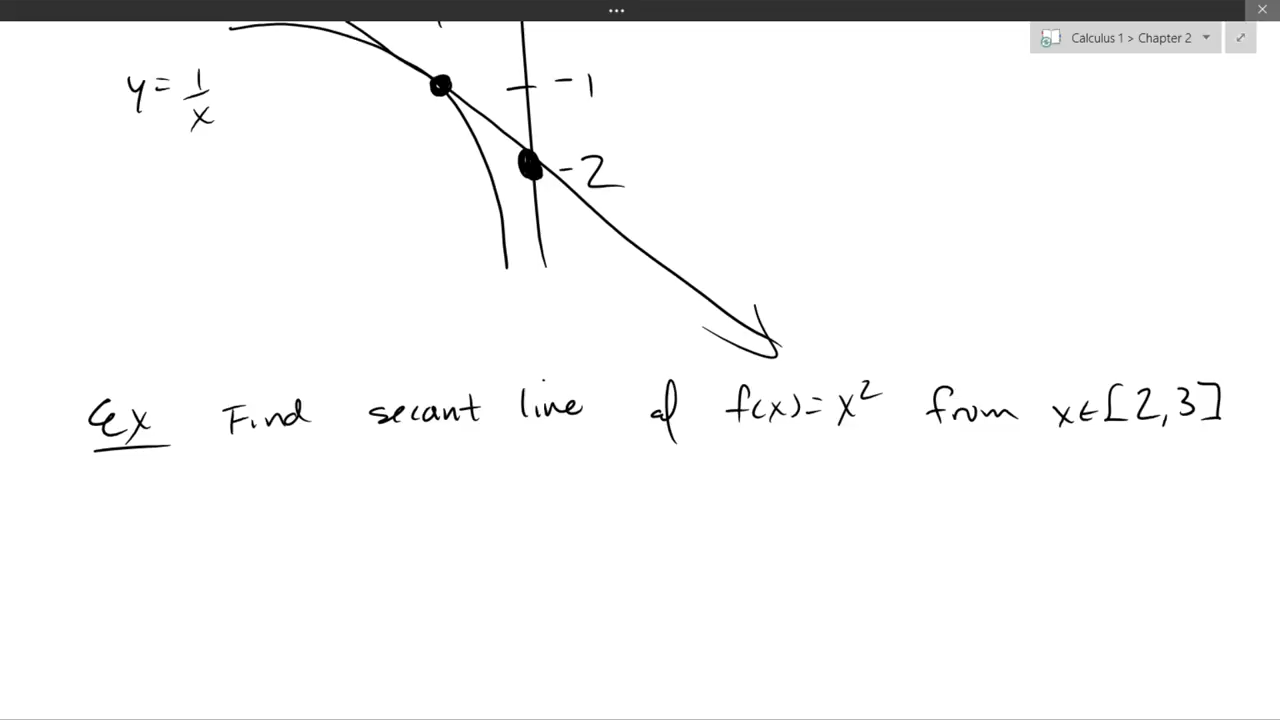 Calculus 1 > Chapter 2
y = 1/x
-1
-2
Ex Find secant line of f(x) = x² from x∈[2,3]